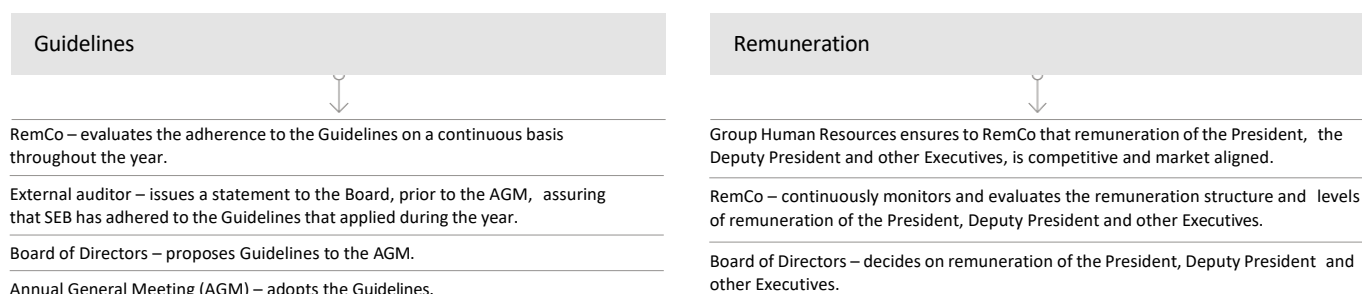 Guidelines
RemCo – evaluates the adherence to the Guidelines on a continuous basis
throughout the year.
External auditor – issues a statement to the Board, prior to the AGM, assuring
that SEB has adhered to the Guidelines that applied during the year.
Board of Directors – proposes Guidelines to the AGM.
Annual General Meeting (AGM) – adopts the Guidelines.
Remuneration
Group Human Resources ensures to RemCo that remuneration of the President, the
Deputy President and other Executives, is competitive and market aligned.
RemCo – continuously monitors and evaluates the remuneration structure and levels
of remuneration of the President, Deputy President and other Executives.
Board of Directors – decides on remuneration of the President, Deputy President and
other Executives.